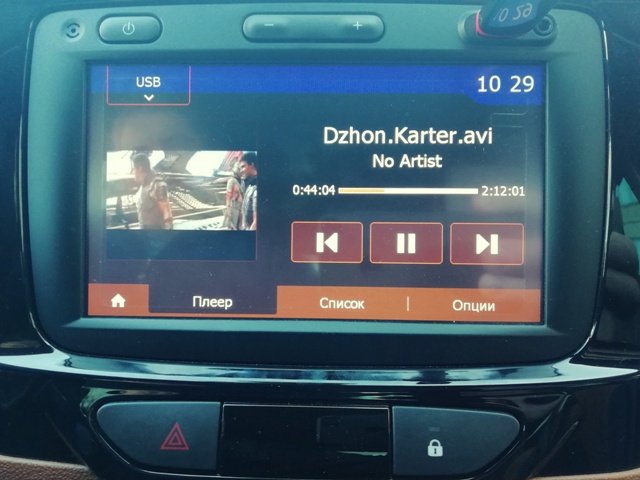 USB
10 29
Dzhon.Karter.avi
No Artist
0:44:04
2:12:01
Плеер
Список
Опции